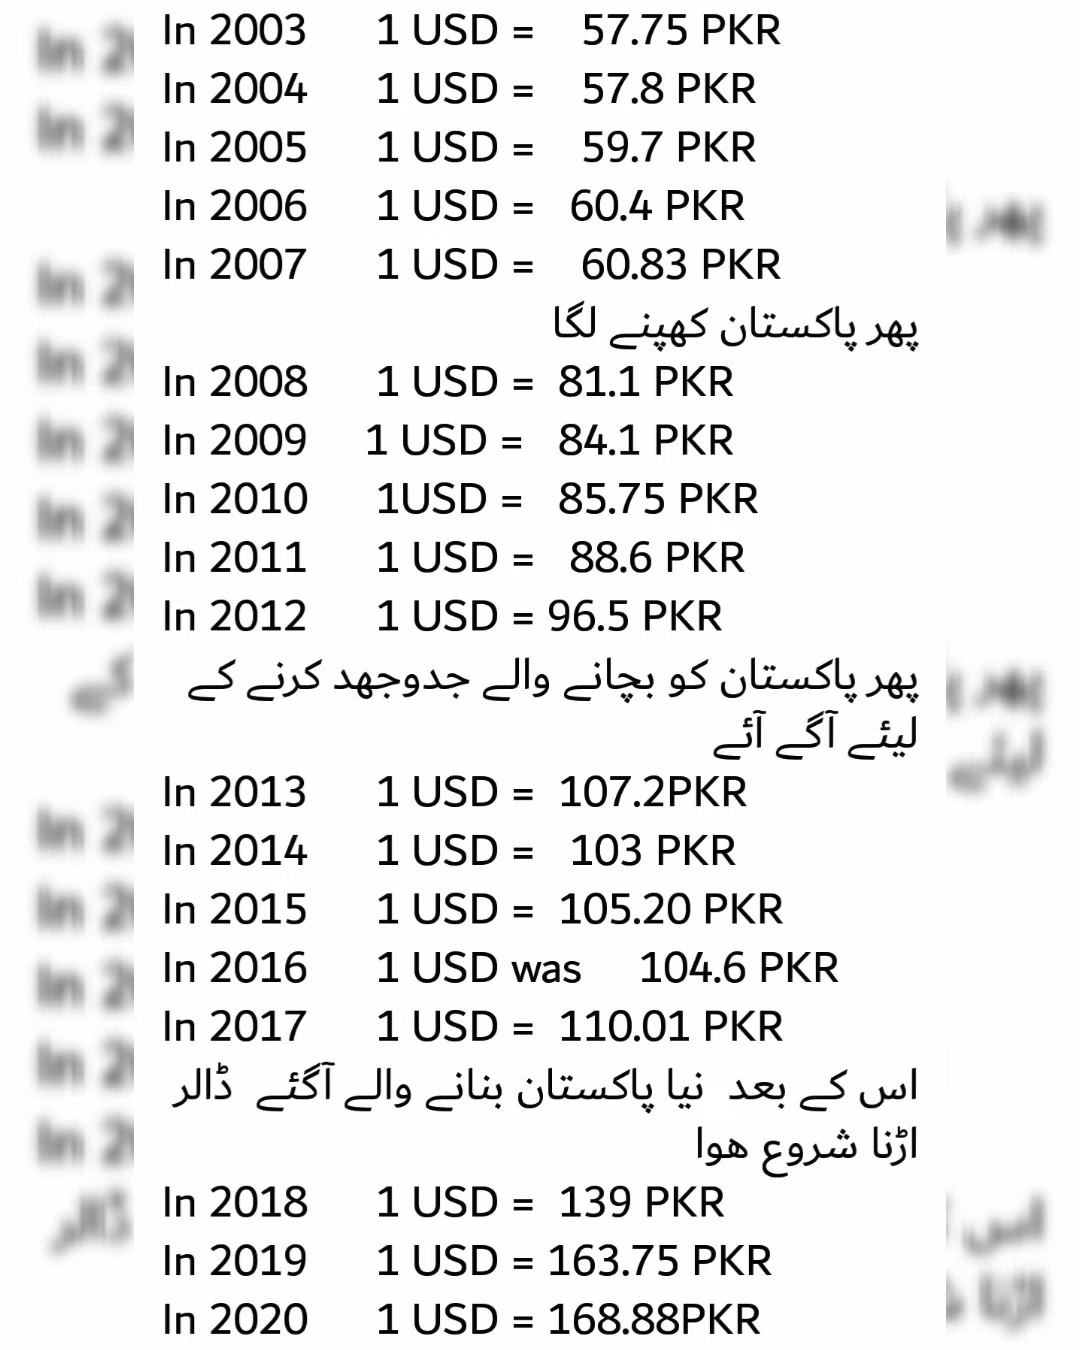 In 2003 1 USD = 57.75 PKR
In 2004 1 USD = 57.8 PKR
In 2005 1 USD = 59.7 PKR
In 2006 1 USD = 60.4 PKR
In 2007 1 USD = 60.83 PKR
پھر پاکستان کھپنے لگا
In 2008 1 USD = 81.1 PKR
In 2009 1 USD = 84.1 PKR
In 2010 1USD = 85.75 PKR
In 2011 1 USD = 88.6 PKR
In 2012 1 USD = 96.5 PKR
پھر پاکستان کو بچانے والے جدوجھد کرنے کے
لیئے آگے آئے
In 2013 1 USD = 107.2PKR
In 2014 1 USD = 103 PKR
In 2015 1 USD = 105.20 PKR
In 2016 1 USD was 104.6 PKR
In 2017 1 USD = 110.01 PKR
اس کے بعد نیا پاکستان بنانے والے آگئے ڈالر
اڑنا شروع ھوا
In 2018 1 USD = 139 PKR
In 2019 1 USD = 163.75 PKR
In 2020 1 USD = 168.88PKR